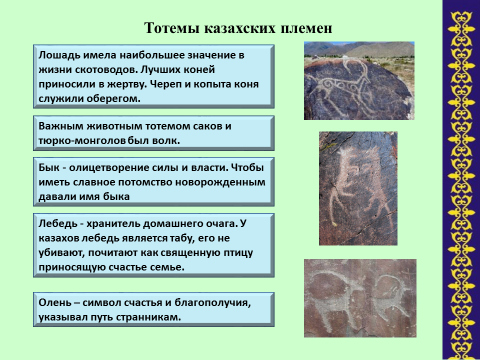 Тотемы казахских племен
Лошадь имела наибольшее значение в
жизни скотоводов. Лучших коней
приносили в жертву. Череп и копыта коня
служили оберегом.
Важным животным тотемом саков и
тюрко-монголов был волк.
Бык - олицетворение силы и власти. Чтобы
иметь славное потомство новорожденным
давали имя быка
Лебедь - хранитель домашнего очага. У
казахов лебедь является табу, его не
убивают, почитают как священную птицу
приносящую счастье семье.
Олень – символ счастья и благополучия,
указывал путь странникам.